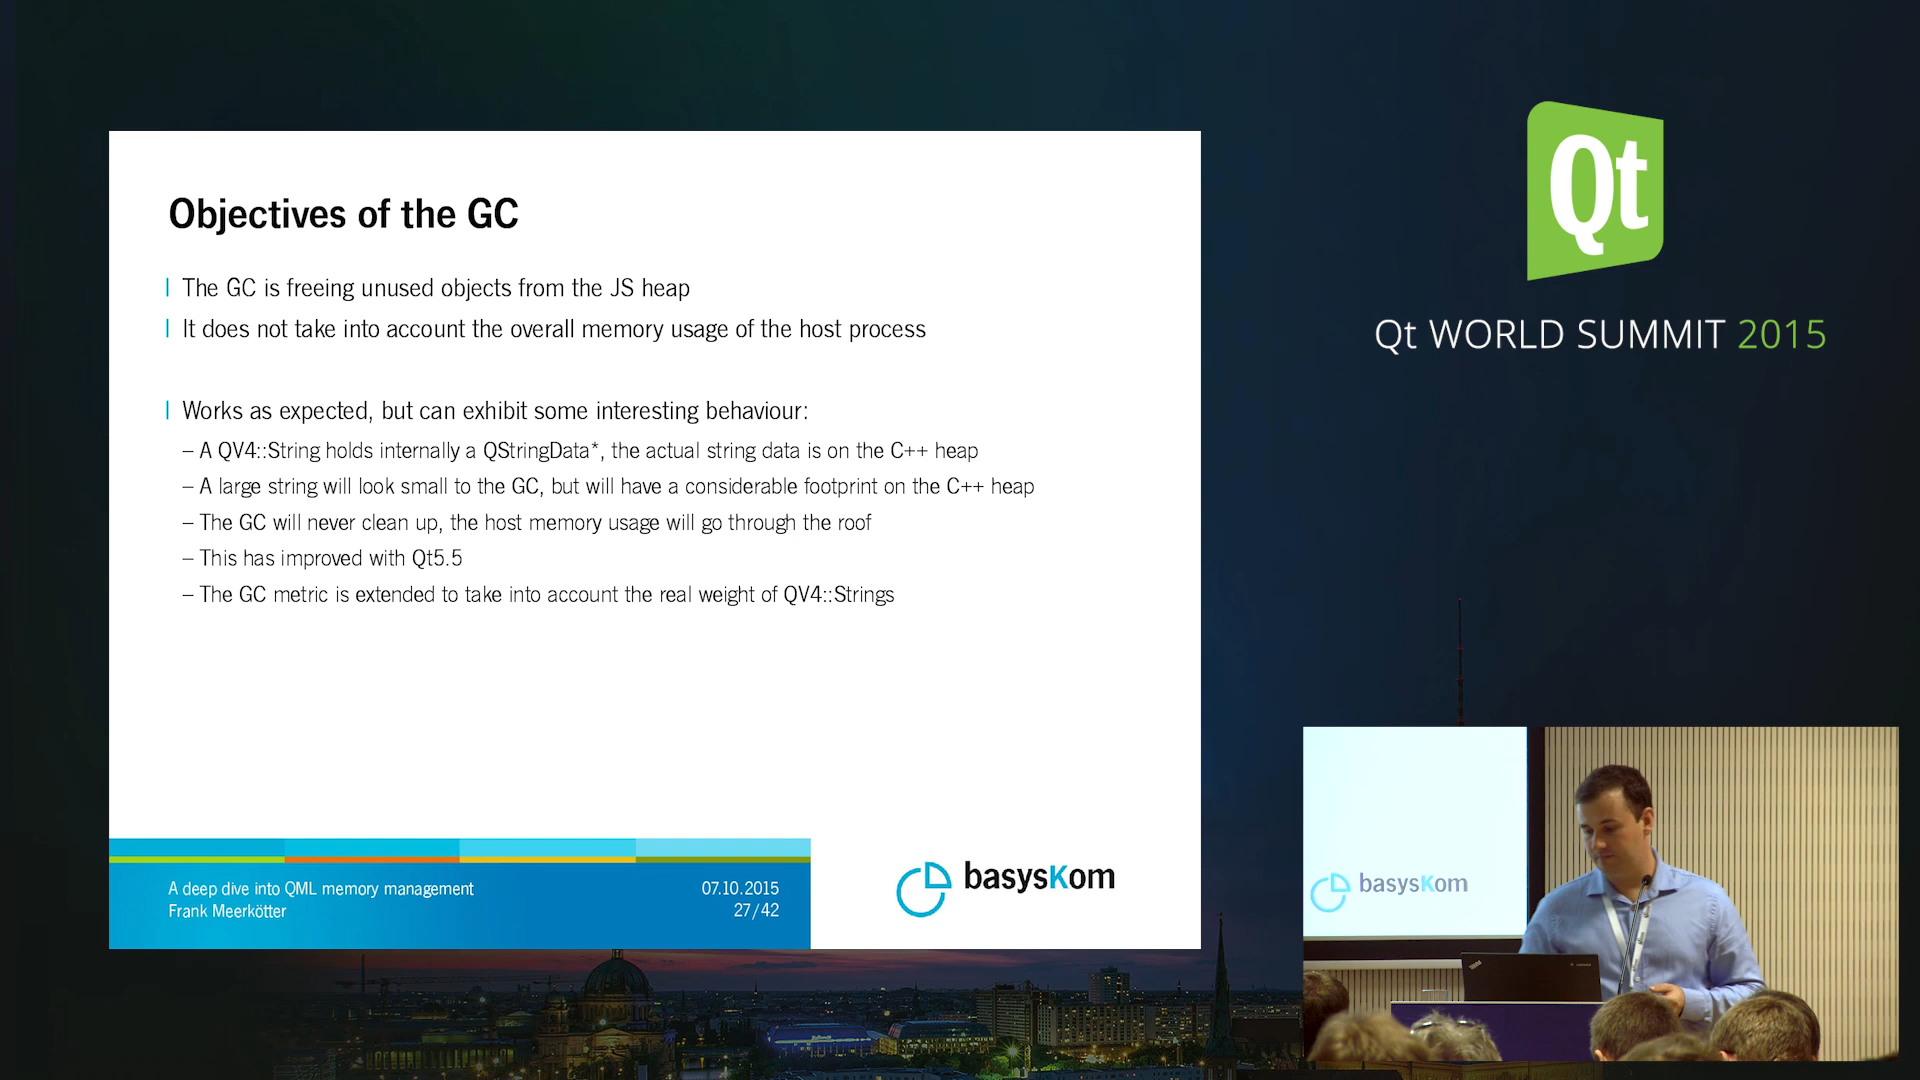 Objectives of the GC
The GC is freeing unused objects from the JS heap
It does not take into account the overall memory usage of the host process
Works as expected, but can exhibit some interesting behaviour:
– A QV4::String holds internally a QStringData*, the actual string data is on the C++ heap
– A large string will look small to the GC, but will have a considerable footprint on the C++ heap
– The GC will never clean up, the host memory usage will go through the roof
– This has improved with Qt5.5
– The GC metric is extended to take into account the real weight of QV4::Strings
A deep dive into QML memory management
Frank Meerkötter
07.10.2015
27/42
basysKom
Qt
Qt WORLD SUMMIT 2015
basysKom